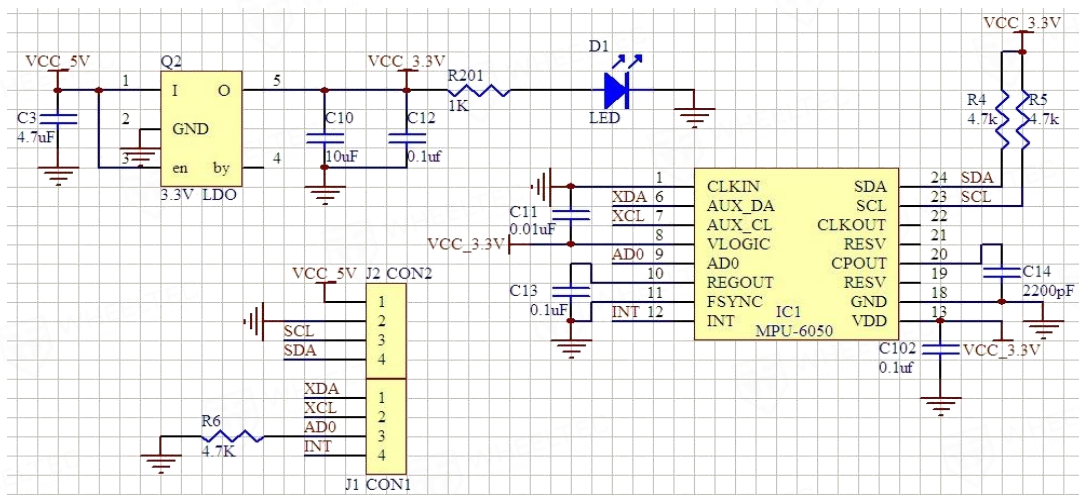 VCC_5V
C3
4.7uF
Q2
1
2
3
I
O
GND
en
by
5
4
3.3V LDO
VCC_3.3V
C10
10uF
C12
0.1uf
R201
1K
D1
LED
VCC_3.3V
R4
4.7k
R5
4.7k
C11
0.01uF
VCC_3.3V
C13
0.1uF
XDA
XCL
AD0
INT
1
6
7
8
9
10
11
12
CLKIN
AUX_DA
AUX_CL
VLOGIC
AD0
REGOUT
FSYNC
INT
SDA
SCL
CLKOUT
RESV
CPOUT
RESV
GND
VDD
IC1
MPU-6050
24
23
22
21
20
19
18
13
SDA
SCL
C14
2200pF
C102
0.1uf
VCC_3.3V
VCC_5V
J2 CON2
SCL
SDA
1
2
3
4
XDA
XCL
AD0
INT
1
2
3
4
R6
4.7K
J1 CON1